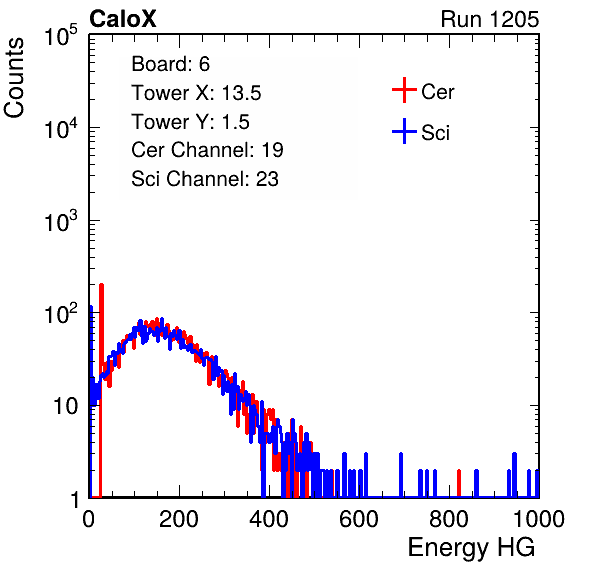 CaloX Run 1205
Counts
10^5
10^4
10^3
10^2
10
1
Board: 6
Tower X: 13.5
Tower Y: 1.5
Cer Channel: 19
Sci Channel: 23
Cer
Sci
0 200 400 600 800 1000
Energy HG